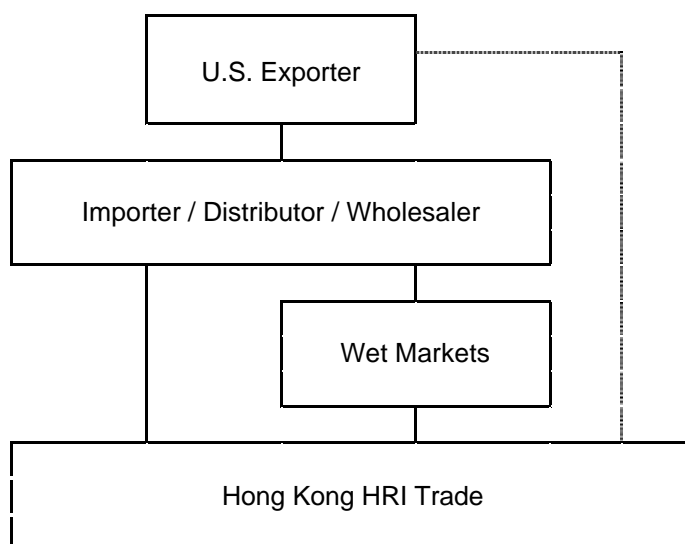 U.S. Exporter
Importer / Distributor / Wholesaler
Wet Markets
Hong Kong HRI Trade